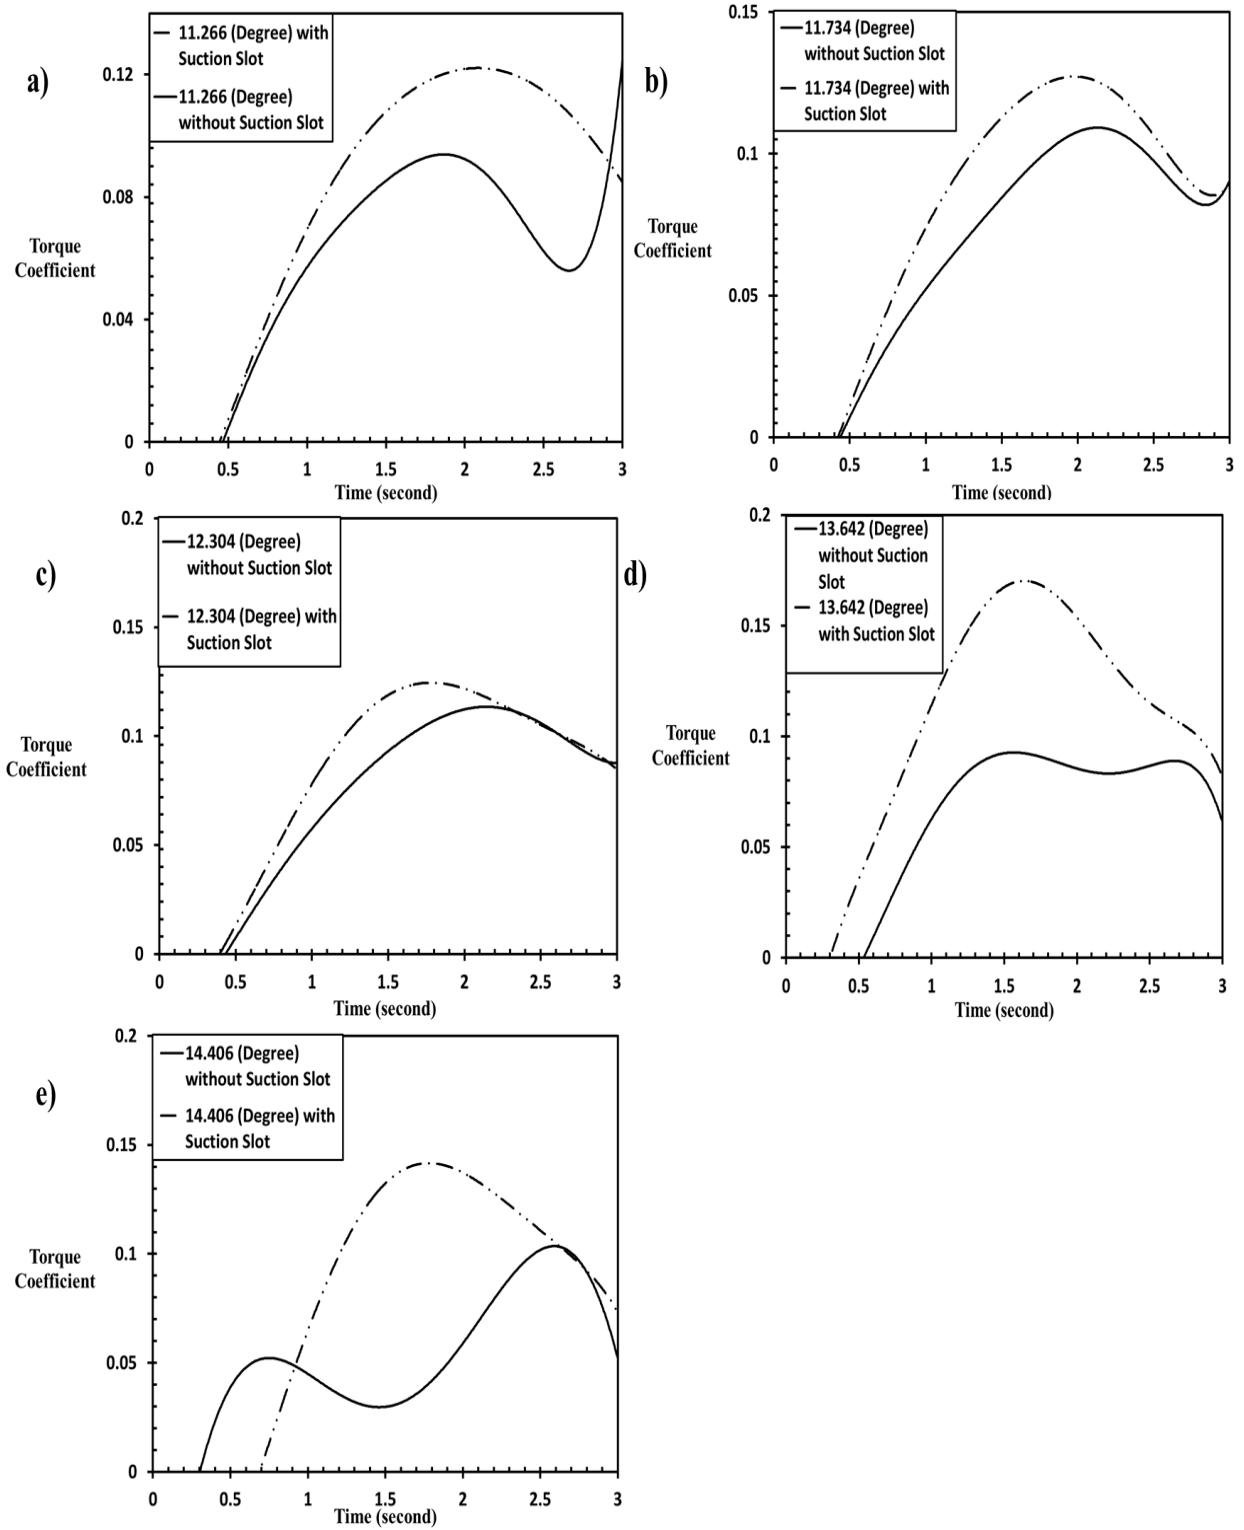 a)
11.266 (Degree) with
Suction Slot
11.266 (Degree)
without Suction Slot
0.12
0.08
0.04
0
Torque
Coefficient
0 0.5 1 1.5 2 2.5 3
Time (second)
b)
11.734 (Degree)
without Suction Slot
11.734 (Degree) with
Suction Slot
0.15
0.1
0.05
0
Torque
Coefficient
0 0.5 1 1.5 2 2.5 3
Time (second)
c)
12.304 (Degree)
without Suction Slot
12.304 (Degree) with
Suction Slot
0.2
0.15
0.1
0.05
0
Torque
Coefficient
0 0.5 1 1.5 2 2.5 3
Time (second)
d)
13.642 (Degree)
without Suction
Slot
13.642 (Degree)
with Suction Slot
0.2
0.15
0.1
0.05
0
Torque
Coefficient
0 0.5 1 1.5 2 2.5 3
Time (second)
e)
14.406 (Degree)
without Suction Slot
14.406 (Degree) with
Suction Slot
0.2
0.15
0.1
0.05
0
Torque
Coefficient
0 0.5 1 1.5 2 2.5 3
Time (second)